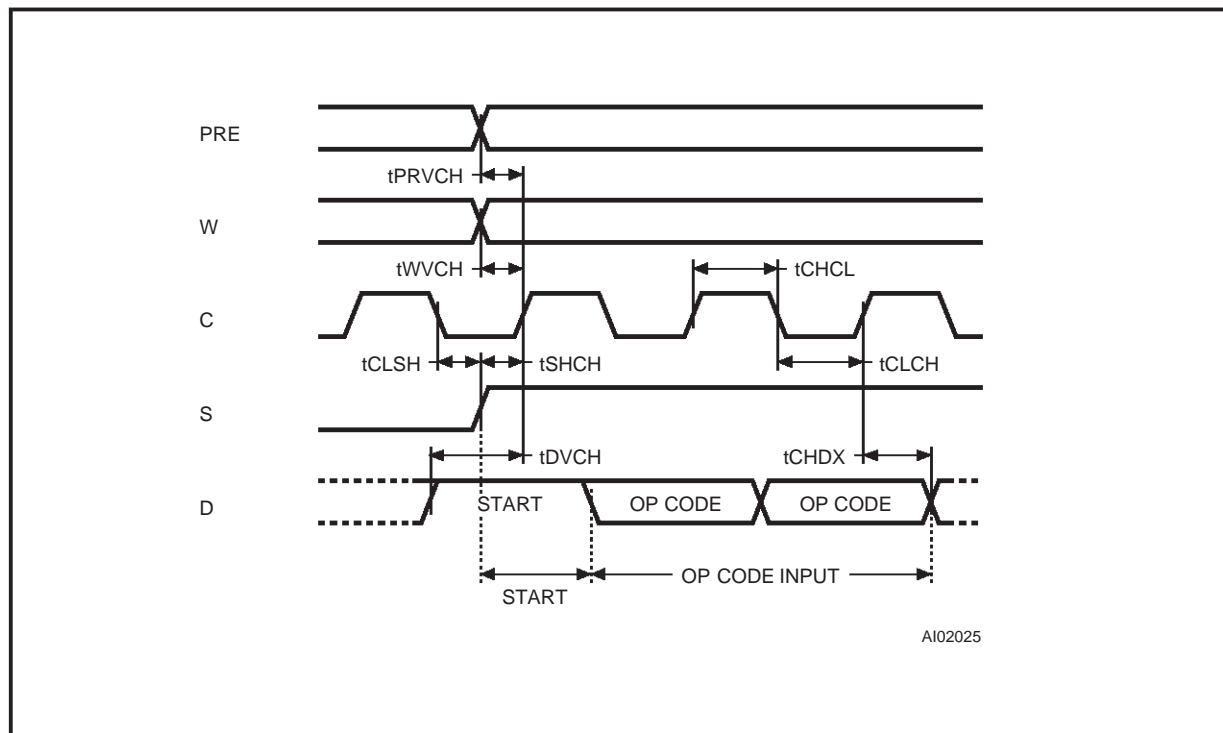 PRE
tPRVCH
W
tWVCH
tCHCL
C
tCLSH
tSHCH
tCLCH
S
tDVCH
tCHDX
D
START
OP CODE
OP CODE
OP CODE INPUT
START
AI02025